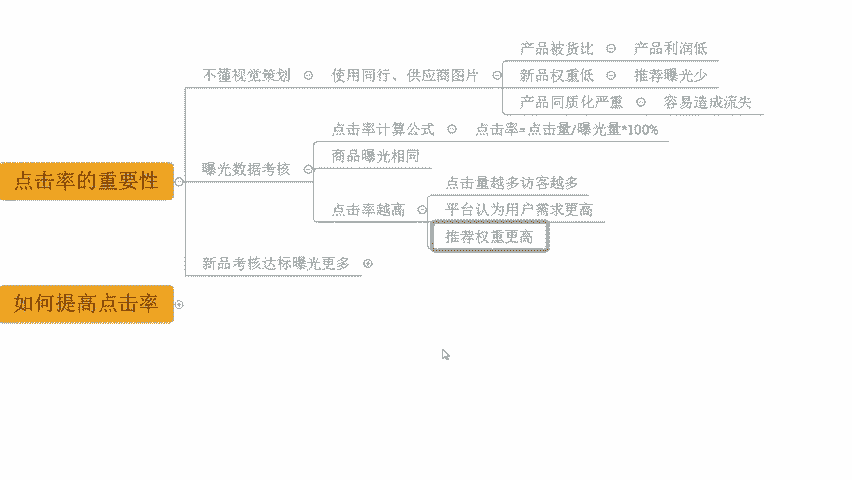 点击率的重要性
不懂视觉策划
使用同行、供应商图片
产品被货比
产品利润低
新品权重低
推荐曝光少
产品同质化严重
容易造成流失
曝光数据考核
点击率计算公式
点击率=点击量/曝光量*100%
商品曝光相同
点击率越高
点击量越多访客越多
平台认为用户需求更高
推荐权重更高
新品考核达标曝光更多
如何提高点击率